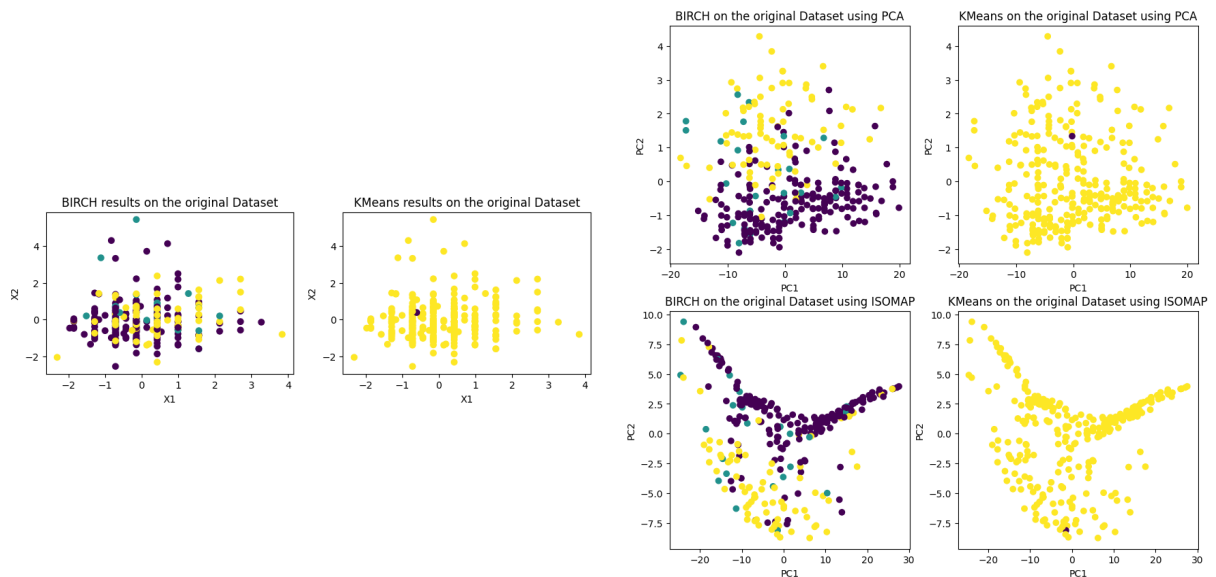 BIRCH results on the original Dataset
X2
4
2
0
−2
−2 −1 0 1 2 3 4
X1
KMeans results on the original Dataset
X2
4
2
0
−2
−2 −1 0 1 2 3 4
X1
BIRCH on the original Dataset using PCA
PC2
4
3
2
1
0
−1
−2
−20 −10 0 10 20
PC1
KMeans on the original Dataset using PCA
PC2
4
3
2
1
0
−1
−2
−20 −10 0 10 20
PC1
BIRCH on the original Dataset using ISOMAP
PC2
10.0
7.5
5.0
2.5
0.0
−2.5
−5.0
−7.5
−20 −10 0 10 20 30
PC1
KMeans on the original Dataset using ISOMAP
PC2
10.0
7.5
5.0
2.5
0.0
−2.5
−5.0
−7.5
−20 −10 0 10 20 30
PC1